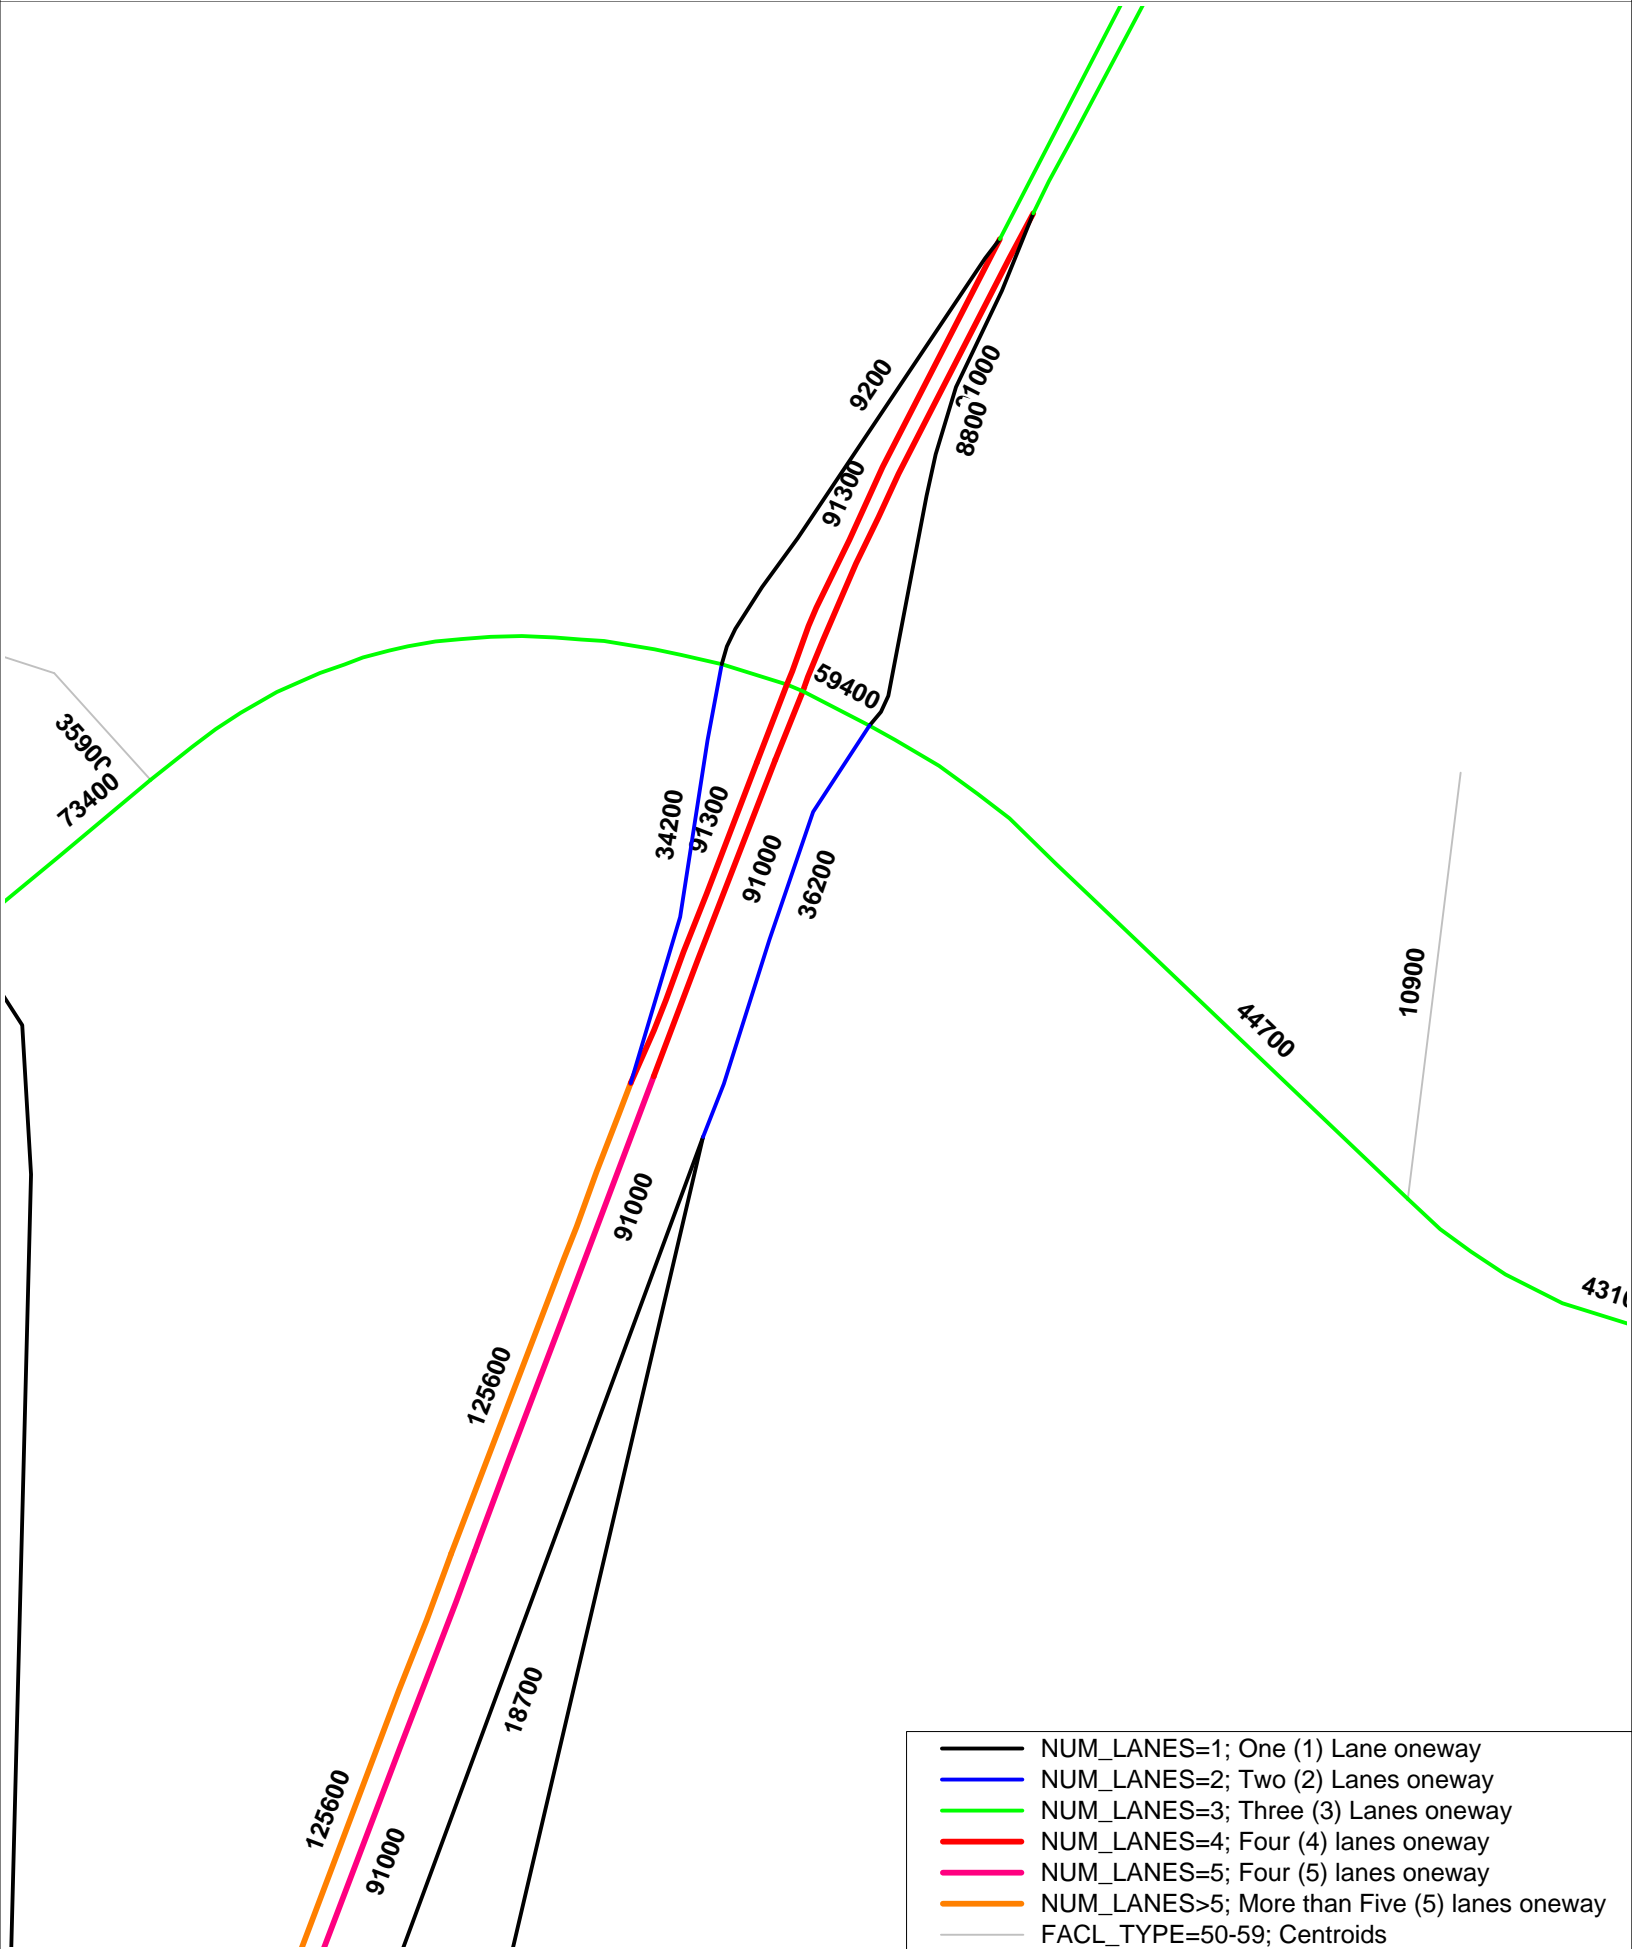 9200
8800
91300
59400
73400
34200
91300
91000
36200
10900
44700
91000
125600
18700
125600
91000
NUM_LANES=1; One (1) Lane oneway
NUM_LANES=2; Two (2) Lanes oneway
NUM_LANES=3; Three (3) Lanes oneway
NUM_LANES=4; Four (4) lanes oneway
NUM_LANES=5; Four (5) lanes oneway
NUM_LANES>5; More than Five (5) lanes oneway
FACL_TYPE=50-59; Centroids